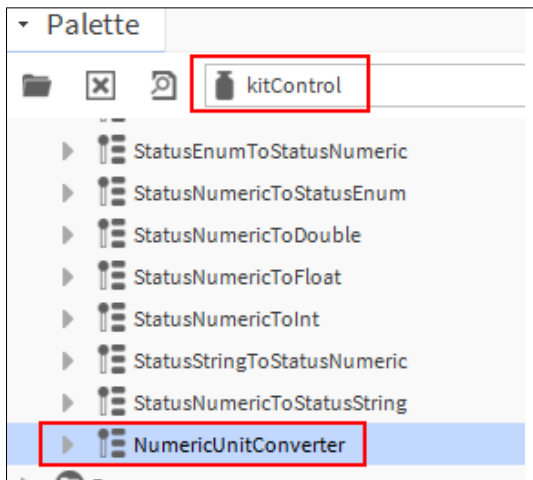 Palette
kitControl
StatusEnumToStatusNumeric
StatusNumericToStatusEnum
StatusNumericToDouble
StatusNumericToFloat
StatusNumericToInt
StatusStringToStatusNumeric
StatusNumericToStatusString
NumericUnitConverter